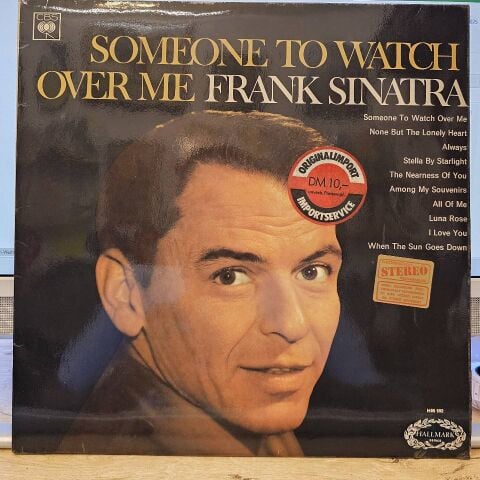 CBS
SOMEONE TO WATCH
OVER ME FRANK SINATRA
Someone To Watch Over Me
None But The Lonely Heart
Always
Stella By Starlight
The Nearness Of You
Among My Souvenirs
All Of Me
Luna Rose
I Love You
When The Sun Goes Down
ORIGINALIMPORT
DM 10,–
IMPORTSERVICE
STEREO
HALLMARK